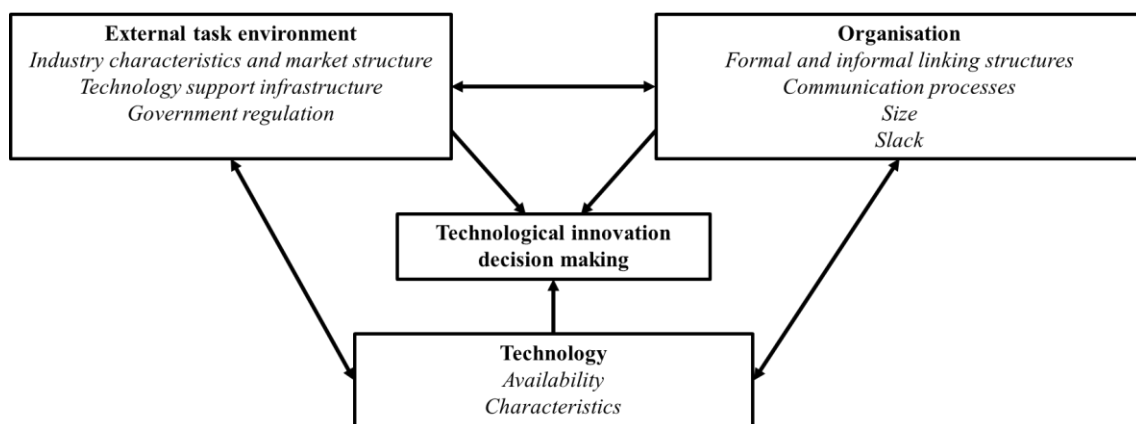 External task environment
Industry characteristics and market structure
Technology support infrastructure
Government regulation
Organisation
Formal and informal linking structures
Communication processes
Size
Slack
Technological innovation
decision making
Technology
Availability
Characteristics